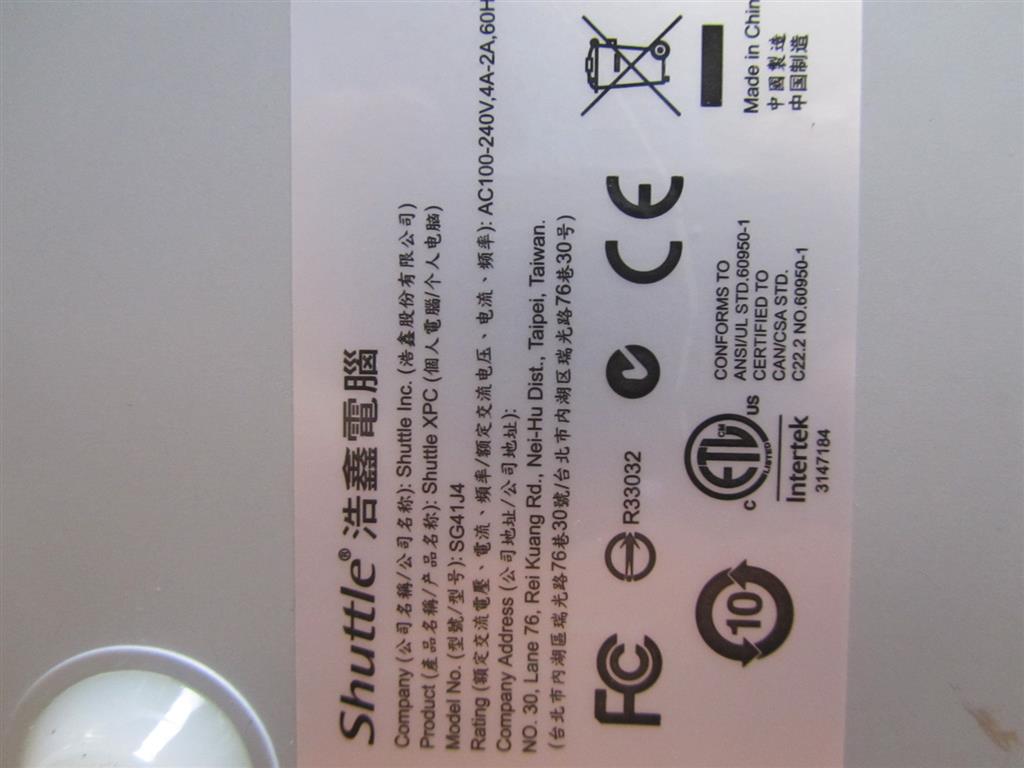 Shuttle® 浩鑫電腦
Company (公司名稱/公司名称): Shuttle Inc. (浩鑫股份有限公司)
Product (產品名稱/产品名称): Shuttle XPC (個人電腦/个人电脑)
Model No. (型號/型号): SG41J4
Rating (額定交流電壓、電流、頻率/额定交流电压、电流、频率): AC100-240V,4A-2A,60H
Company Address (公司地址/公司地址):
NO. 30, Lane 76, Rei Kuang Rd., Nei-Hu Dist., Taipei, Taiwan.
(台北市內湖區瑞光路76巷30號/台北市内湖区瑞光路76巷30号)
FC
R33032
CE
10
c ETL CM us
LISTED
Intertek
3147184
CONFORMS TO
ANSI/UL STD.60950-1
CERTIFIED TO
CAN/CSA STD.
C22.2 NO.60950-1
Made in Chin
中國製造
中国制造